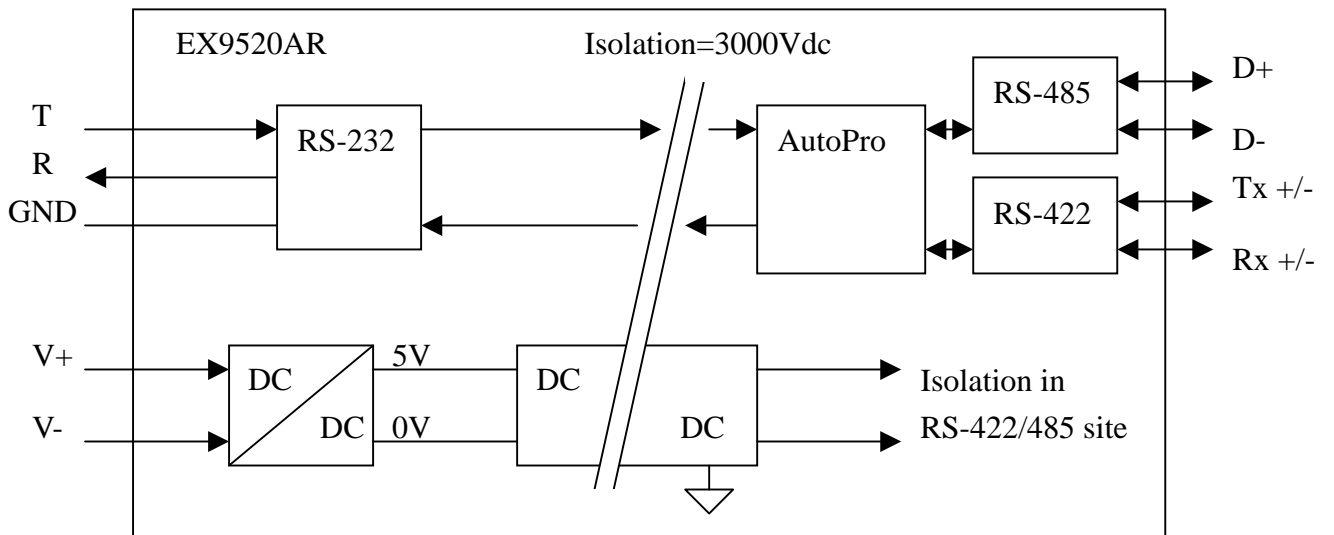 EX9520AR
Isolation=3000Vdc
T
R
GND
RS-232
AutoPro
RS-485
RS-422
D+
D-
Tx +/-
Rx +/-
V+
V-
DC
DC
5V
0V
DC
DC
Isolation in
RS-422/485 site